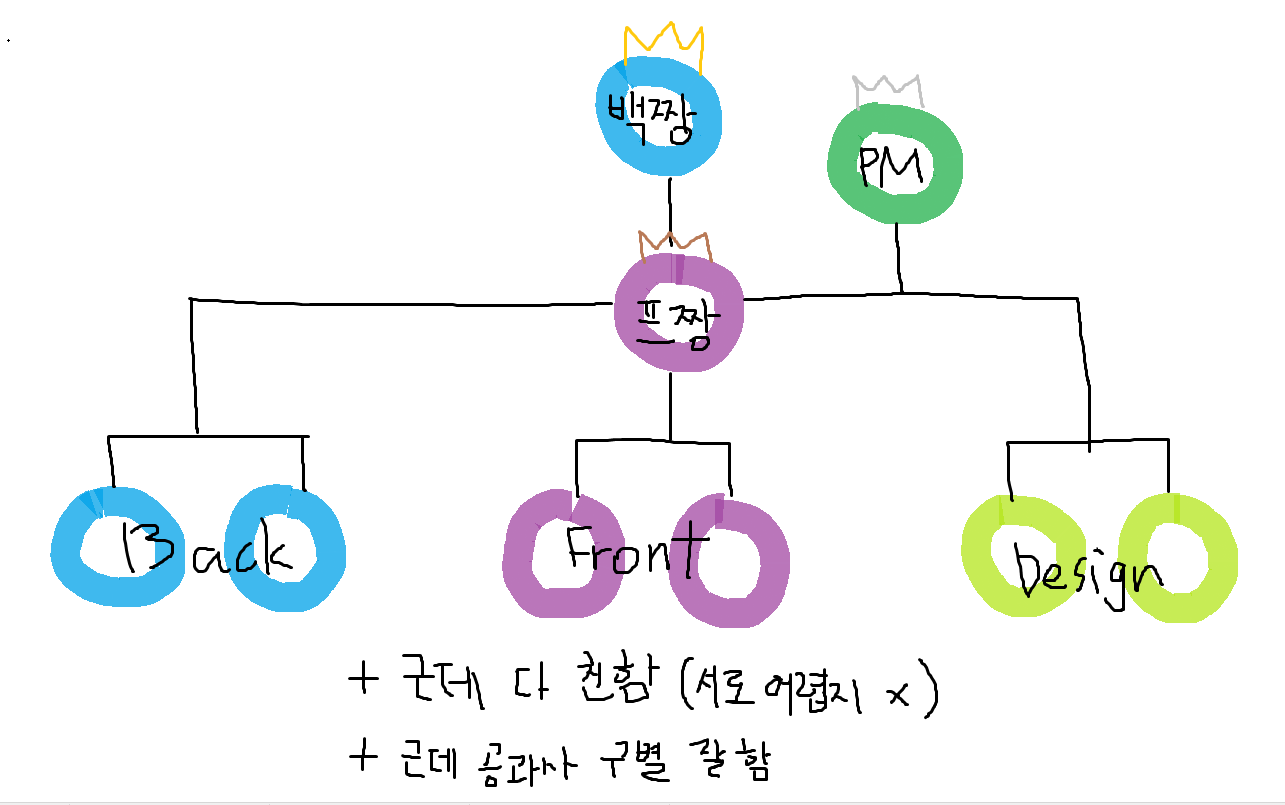 백짱
PM
프짱
Back
Front
Design
+ 근데 다 친함 (서로 어렵지 x)
+ 근데 공과사 구별 잘함